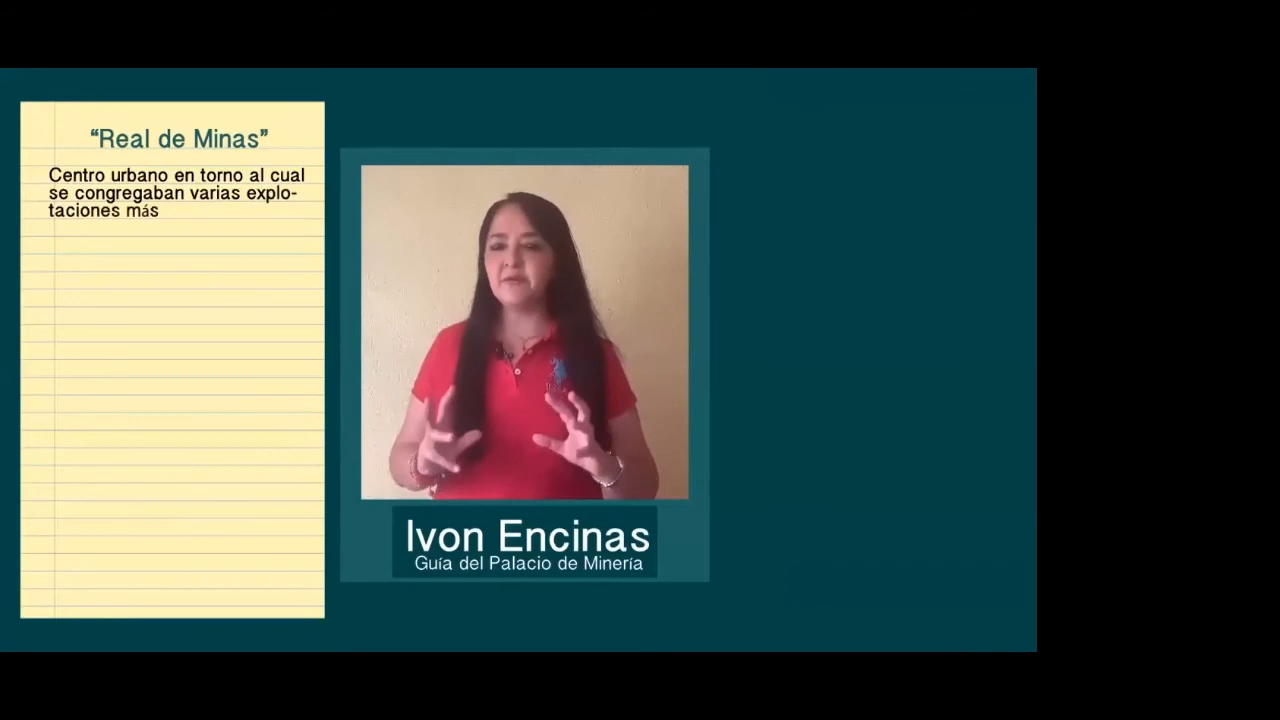 “Real de Minas”
Centro urbano en torno al cual
se congregaban varias explo-
taciones más
Ivon Encinas
Guía del Palacio de Minería